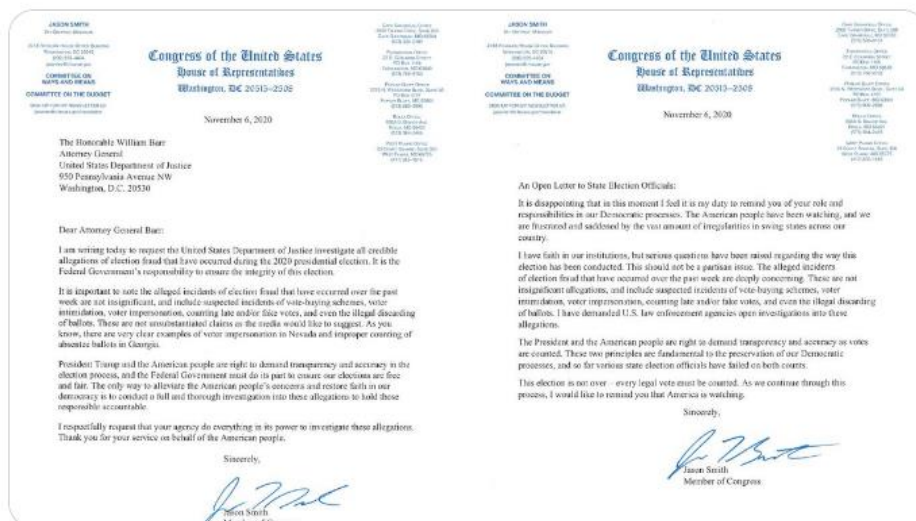 JASON SMITH
COMMITTEE ON
WAYS AND MEANS
COMMITTEE ON THE BUDGET
Congress of the United States
House of Representatives
Washington, DC 20515-2508
November 6, 2020
The Honorable William Barr
Attorney General
United States Department of Justice
950 Pennsylvania Avenue NW
Washington, D.C. 20530
Dear Attorney General Barr:
I am writing today to request the United States Department of Justice investigate all credible
allegations of election fraud that have occurred during the 2020 presidential election. It is the
Federal Government's responsibility to ensure the integrity of this election.
It is important to note the alleged incidents of election fraud that have occurred over the past
week are not insignificant, and include suspected incidents of vote-buying schemes, voter
intimidation, voter impersonation, counting late and/or fake votes, and even the illegal discarding
of ballots. These are not unsubstantiated claims as the media would like to suggest. As you
know, there are very clear examples of voter impersonation in Nevada and improper counting of
absentee ballots in Georgia.
President Trump and the American people are right to demand transparency and accuracy in the
election process, and the Federal Government must do its part to ensure our elections are free
and fair. The only way to alleviate the American people's concerns and restore faith in our
democracy is to conduct a full and thorough investigation into these allegations to hold those
responsible accountable.
I respectfully request that your agency do everything in its power to investigate these allegations.
Thank you for your service on behalf of the American people.
Sincerely,
Jason Smith
Member of Congress
JASON SMITH
COMMITTEE ON
WAYS AND MEANS
COMMITTEE ON THE BUDGET
Congress of the United States
House of Representatives
Washington, DC 20515-2508
November 6, 2020
An Open Letter to State Election Officials:
It is disappointing that in this moment I feel it is my duty to remind you of your role and
responsibilities in our Democratic processes. The American people have been watching, and we
are frustrated and saddened by the vast amount of irregularities in swing states across our
country.
I have faith in our institutions, but serious questions have been raised regarding the way this
election has been conducted. This should not be a partisan issue. The alleged incidents
of election fraud that have occurred over the past week are deeply concerning. These are not
insignificant allegations, and include suspected incidents of vote-buying schemes, voter
intimidation, voter impersonation, counting late and/or fake votes, and even the illegal discarding
of ballots. I have demanded U.S. law enforcement agencies open investigations into these
allegations.
The President and the American people are right to demand transparency and accuracy as votes
are counted. These two principles are fundamental to the preservation of our Democratic
processes, and so far various state election officials have failed on both counts.
This election is not over – every legal vote must be counted. As we continue through this
process, I would like to remind you that America is watching.
Sincerely,
Jason Smith
Member of Congress